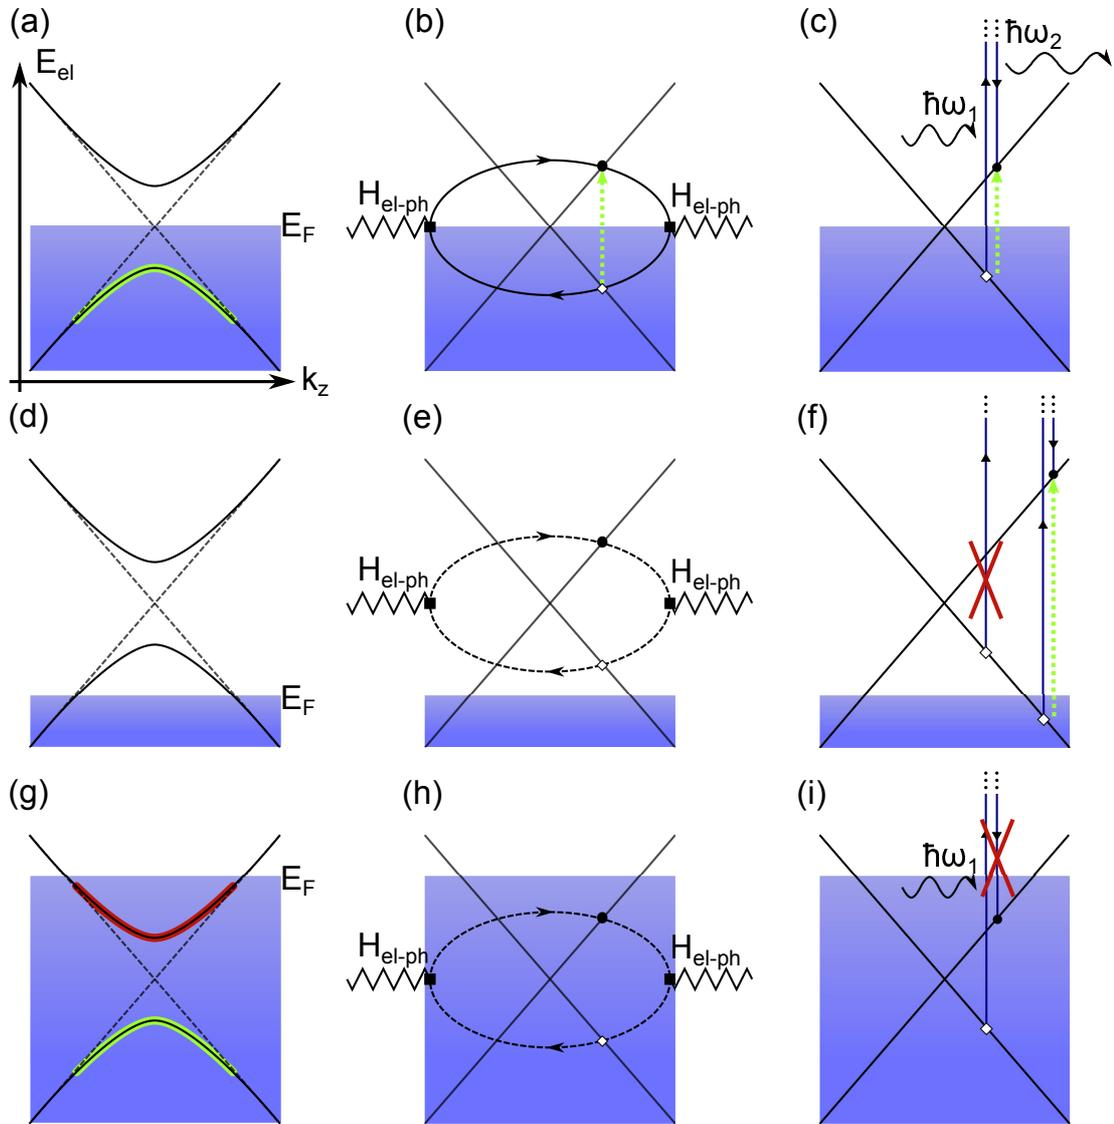 (a)
E_el
E_F
k_z
(b)
H_el-ph
H_el-ph
(c)
ħω_1
ħω_2
(d)
E_F
(e)
H_el-ph
H_el-ph
(f)
(g)
E_F
(h)
H_el-ph
H_el-ph
(i)
ħω_1